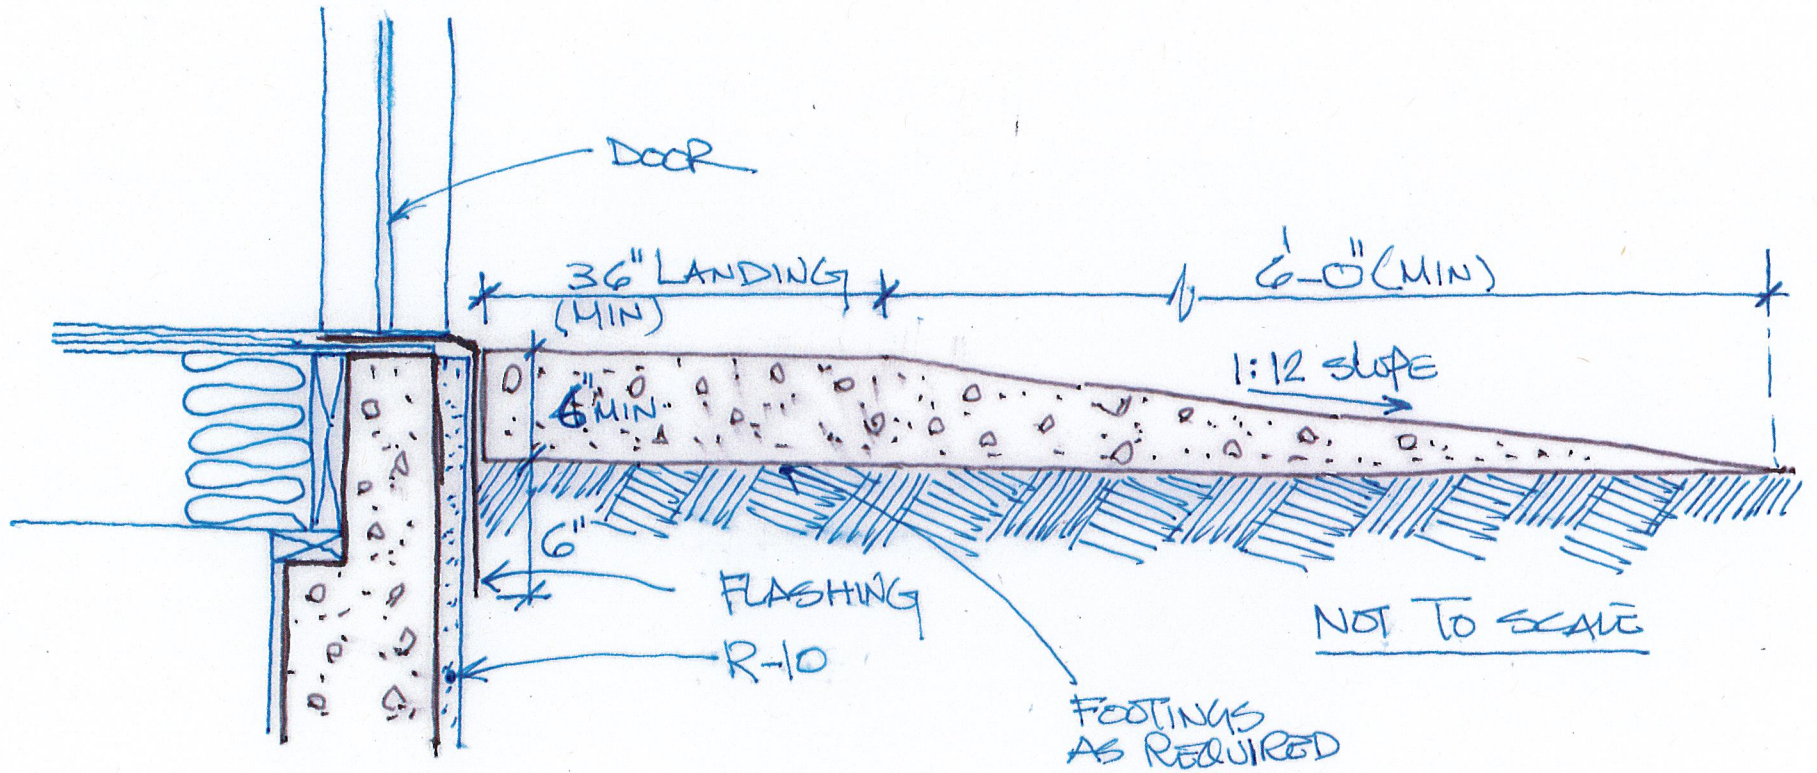 DOOR
36" LANDING
(MIN)
6'-0" (MIN)
1:12 SLOPE
6" MIN
6"
FLASHING
R-10
NOT TO SCALE
FOOTINGS
AS REQUIRED